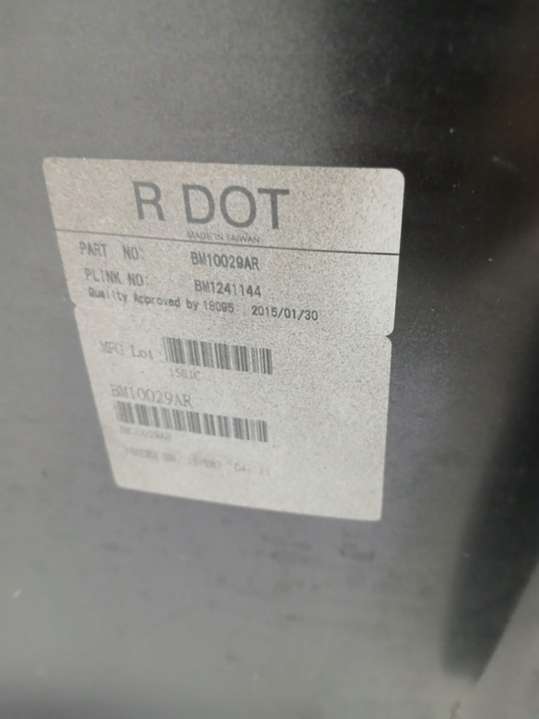 R DOT
MADE IN TAIWAN
PART NO: BM10029AR
PLINK NO: BM1241144
Quality Approved by 18095 2015/01/30
MFG Lot
BM10029AR